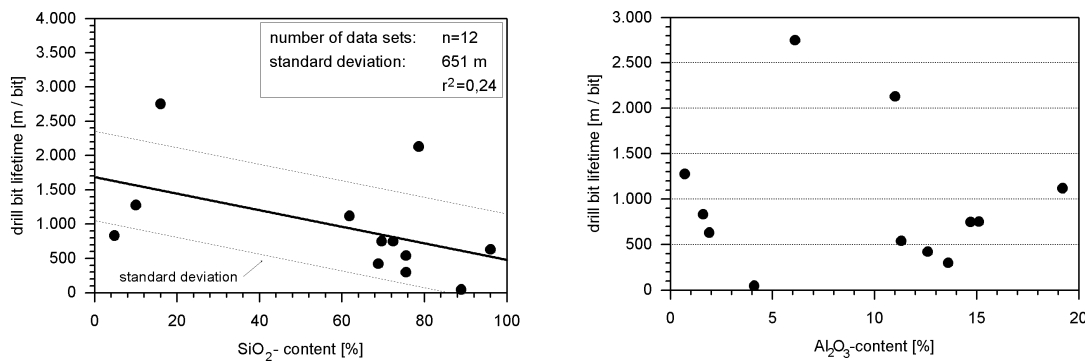 4.000
3.500
3.000
2.500
2.000
1.500
1.000
500
0
drill bit lifetime [m / bit]
number of data sets: n=12
standard deviation: 651 m
r²=0,24
standard deviation
0 20 40 60 80 100
SiO₂- content [%]
3.000
2.500
2.000
1.500
1.000
500
0
drill bit lifetime [m / bit]
0 5 10 15 20
Al₂O₃-content [%]